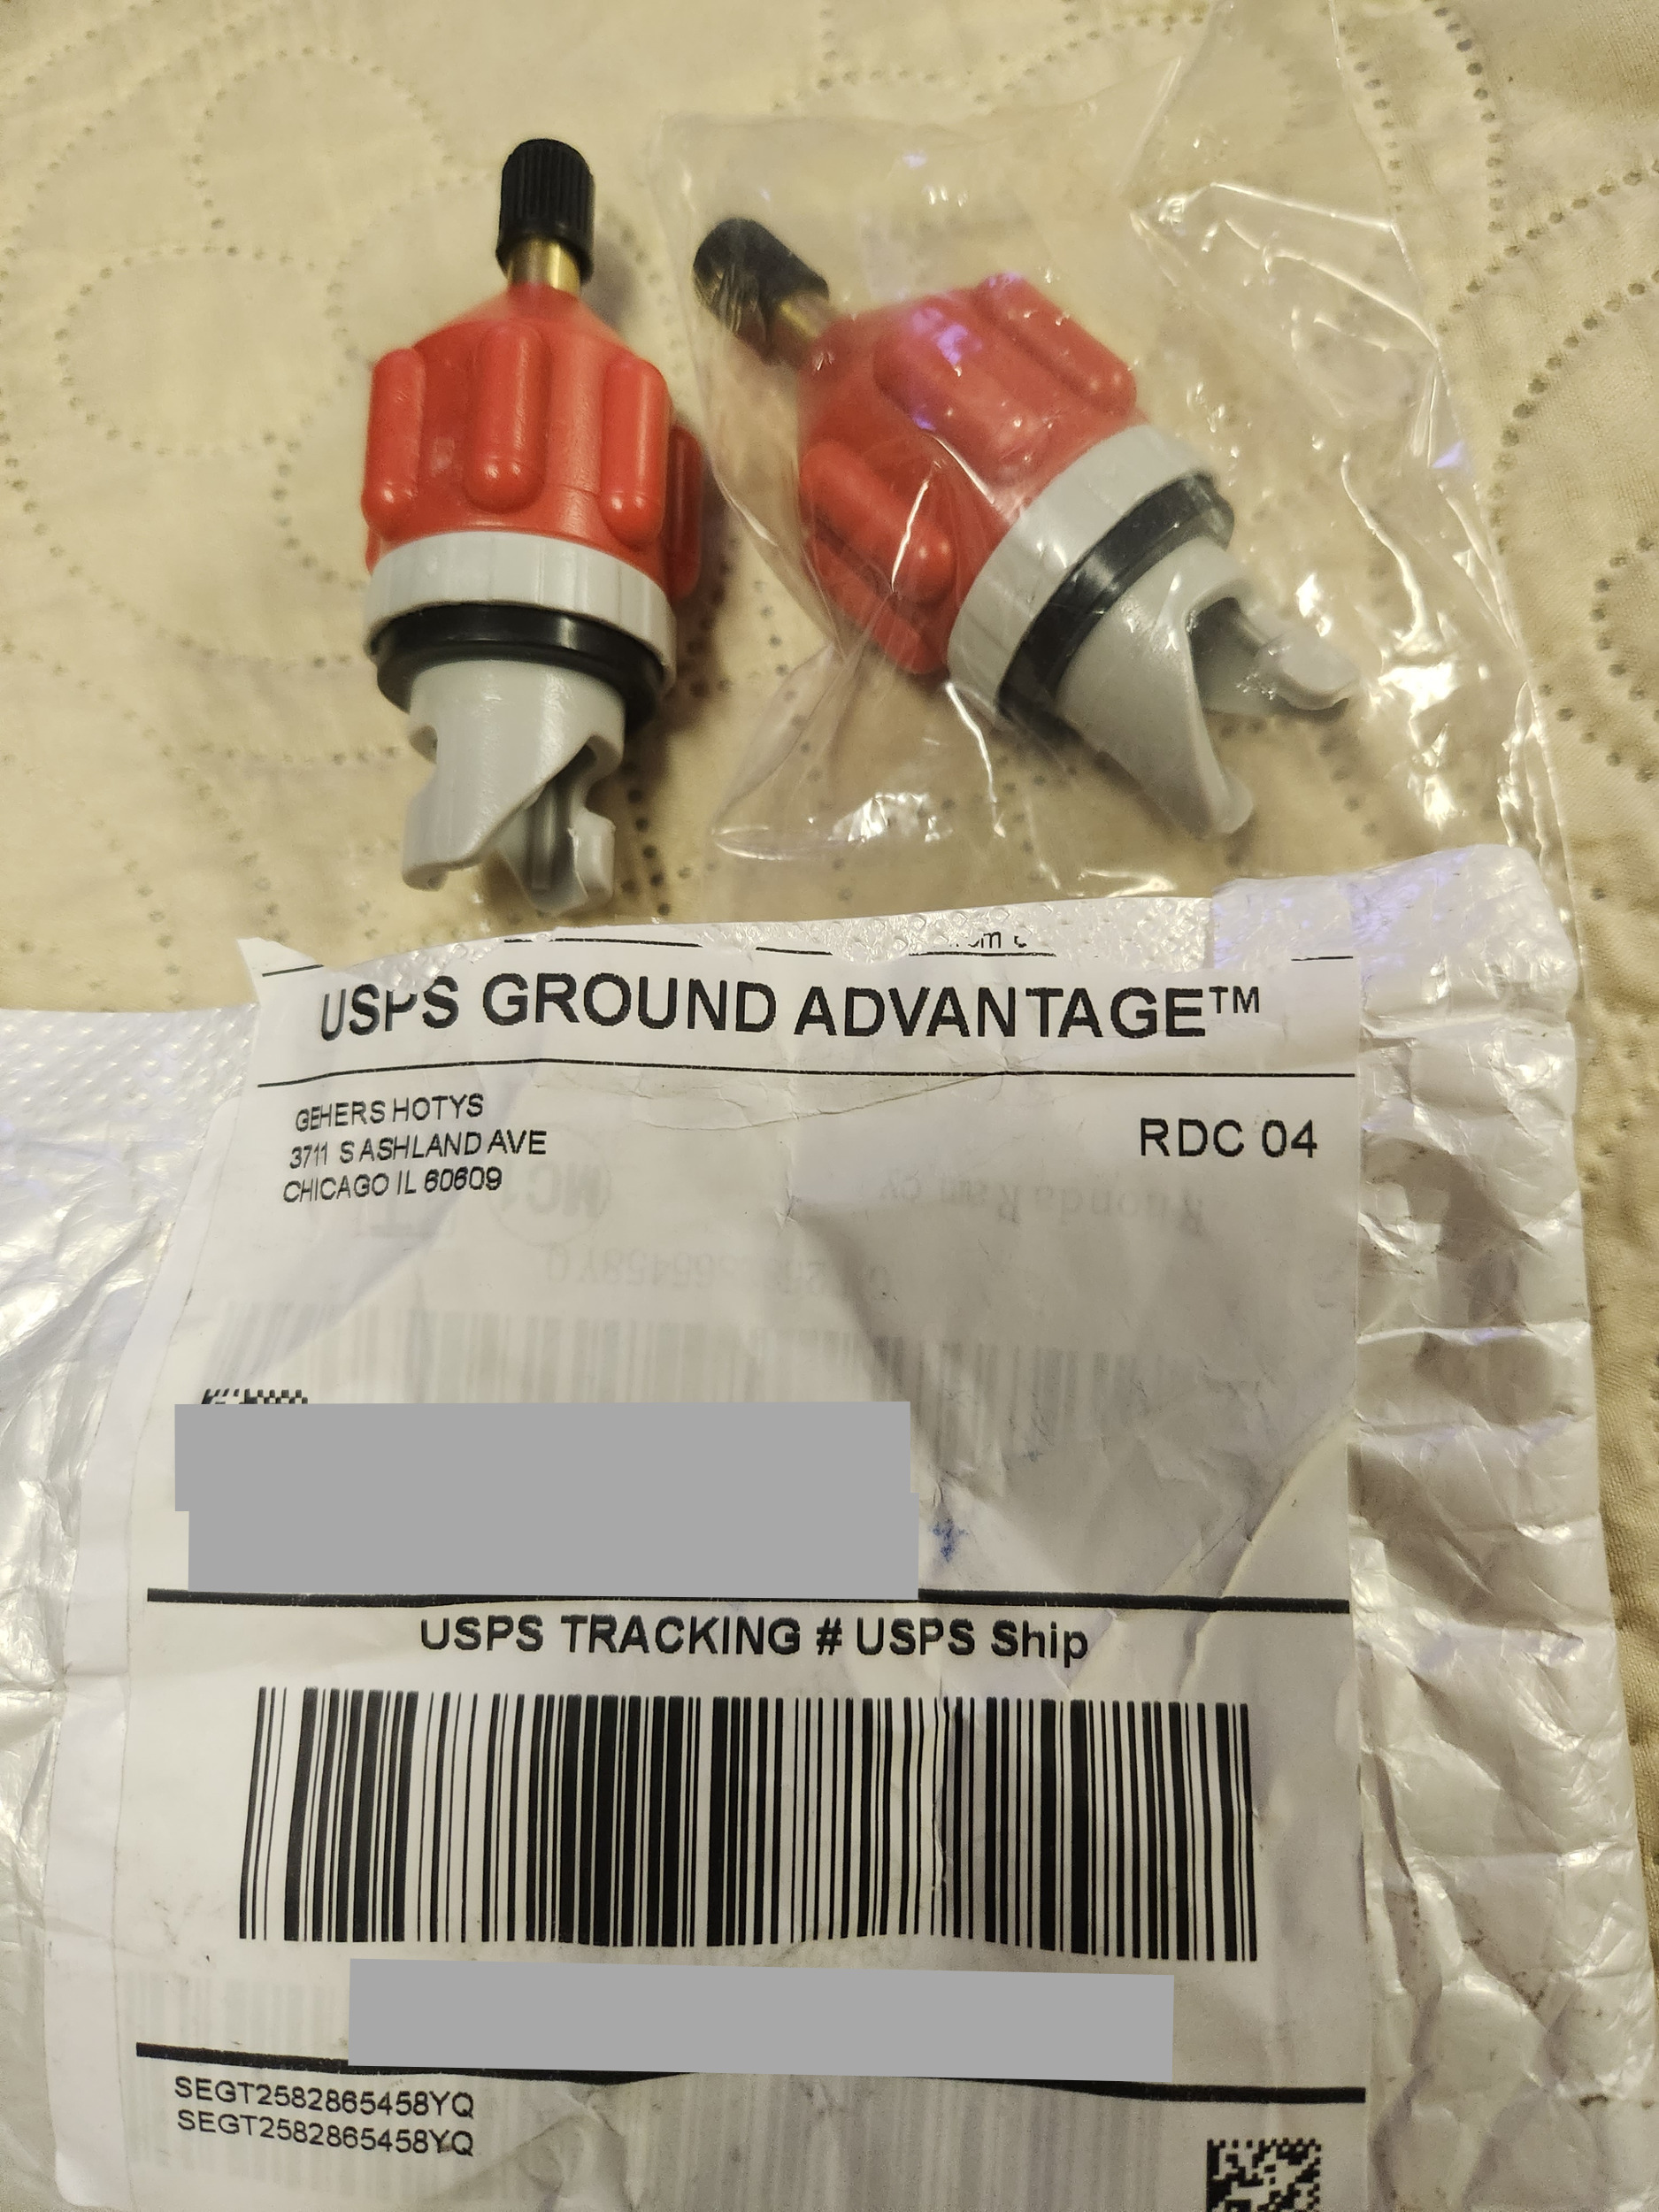 USPS GROUND ADVANTAGE™
GEHERS HOTYS
3711 S ASHLAND AVE
CHICAGO IL 60609
RDC 04
USPS TRACKING # USPS Ship
SEGT2582865458YQ
SEGT2582865458YQ